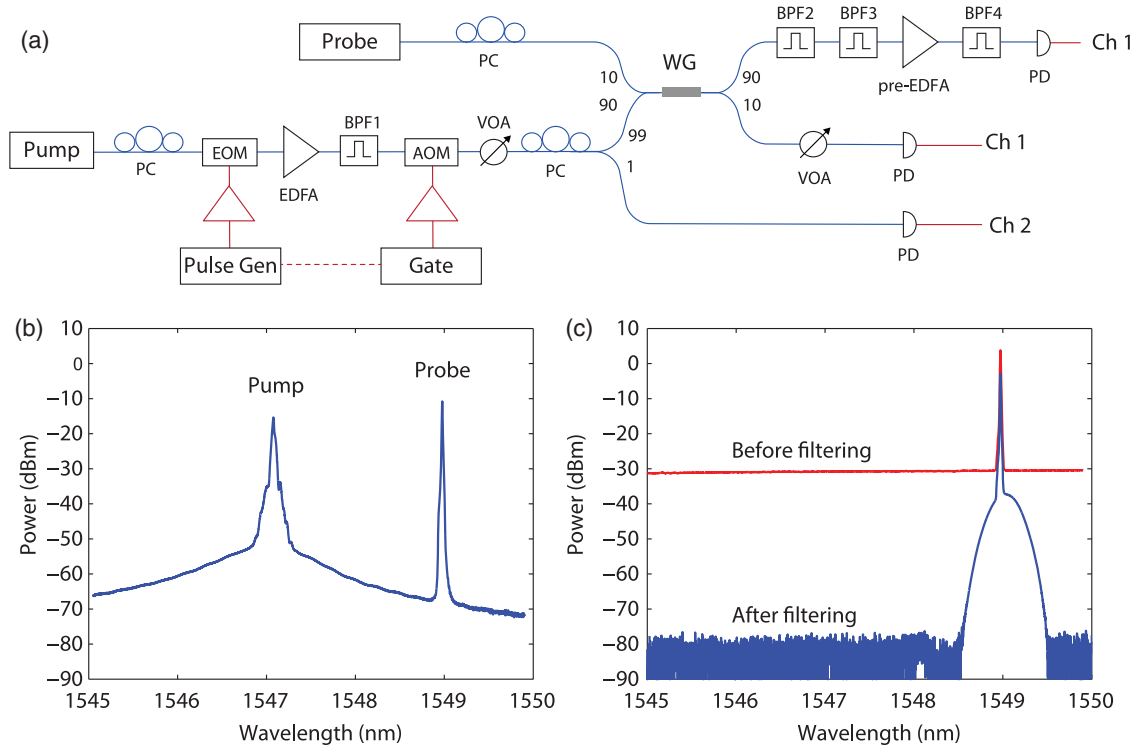 (a)
Probe
PC
10
90
WG
90
10
BPF2
BPF3
BPF4
pre-EDFA
PD
Ch 1
Pump
PC
EOM
EDFA
BPF1
AOM
VOA
PC
99
1
VOA
PD
Ch 1
PD
Ch 2
Pulse Gen
Gate
(b)
10
0
−10
−20
−30
−40
−50
−60
−70
−80
−90
Power (dBm)
Pump
Probe
1545
1546
1547
1548
1549
1550
Wavelength (nm)
(c)
10
0
−10
−20
−30
−40
−50
−60
−70
−80
−90
Power (dBm)
Before filtering
After filtering
1545
1546
1547
1548
1549
1550
Wavelength (nm)